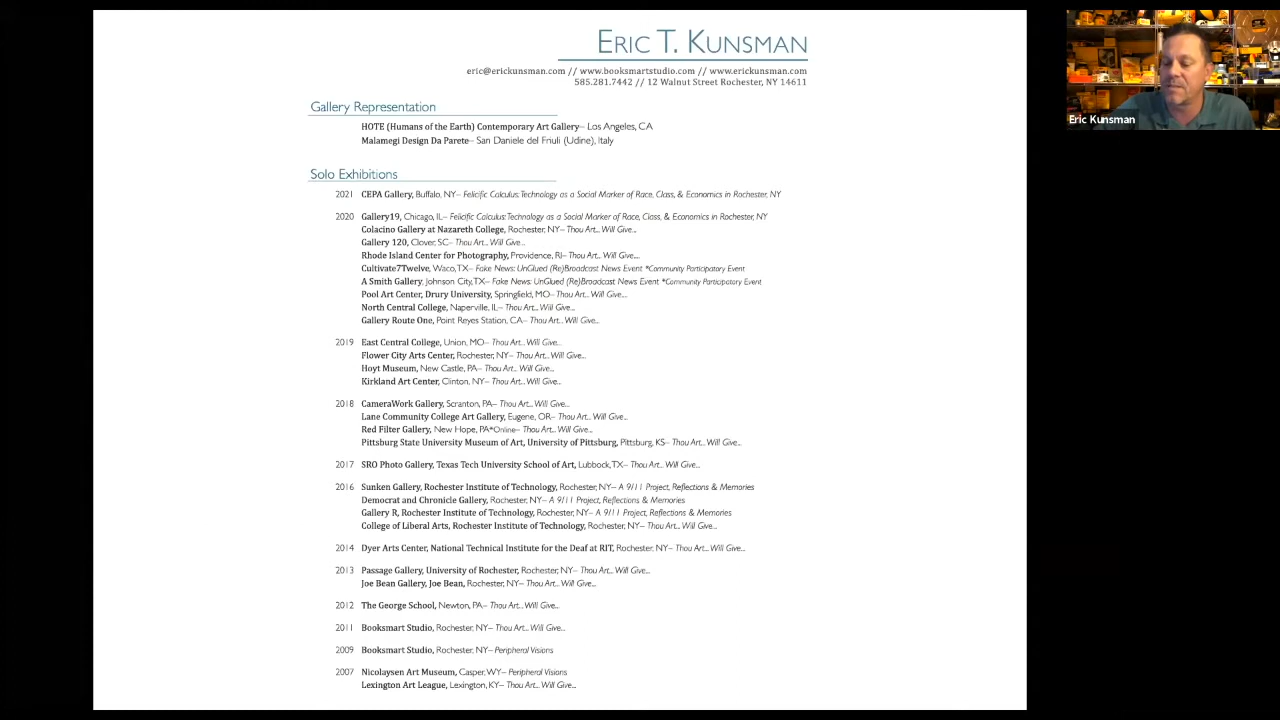 ERIC T. KUNSMAN
eric@erickunsman.com // www.booksmartstudio.com // www.erickunsman.com
585.281.7442 // 12 Walnut Street Rochester, NY 14611
Gallery Representation
HOTE (Humans of the Earth) Contemporary Art Gallery– Los Angeles, CA
Malamegi Design Da Parete– San Daniele del Friuli (Udine), Italy
Solo Exhibitions
2021 CEPA Gallery, Buffalo, NY– Felicific Calculus: Technology as a Social Marker of Race, Class, & Economics in Rochester, NY
2020 Gallery19, Chicago, IL– Felicific Calculus: Technology as a Social Marker of Race, Class, & Economics in Rochester, NY
Colacino Gallery at Nazareth College, Rochester, NY– Thou Art... Will Give...
Gallery 120, Clover, SC– Thou Art... Will Give...
Rhode Island Center for Photography, Providence, RI– Thou Art... Will Give....
Cultivate7Twelve, Waco, TX– Fake News: UnGlued (Re)Broadcast News Event *Community Participatory Event
A Smith Gallery, Johnson City, TX– Fake News: UnGlued (Re)Broadcast News Event *Community Participatory Event
Pool Art Center, Drury University, Springfield, MO– Thou Art... Will Give....
North Central College, Naperville, IL– Thou Art... Will Give...
Gallery Route One, Point Reyes Station, CA– Thou Art... Will Give...
2019 East Central College, Union, MO– Thou Art... Will Give...
Flower City Arts Center, Rochester, NY– Thou Art... Will Give...
Hoyt Museum, New Castle, PA– Thou Art... Will Give...
Kirkland Art Center, Clinton, NY– Thou Art... Will Give...
2018 CameraWork Gallery, Scranton, PA– Thou Art... Will Give...
Lane Community College Art Gallery, Eugene, OR– Thou Art... Will Give...
Red Filter Gallery, New Hope, PA*Online– Thou Art... Will Give...
Pittsburg State University Museum of Art, University of Pittsburg, Pittsburg, KS– Thou Art... Will Give...
2017 SRO Photo Gallery, Texas Tech University School of Art, Lubbock, TX– Thou Art... Will Give...
2016 Sunken Gallery, Rochester Institute of Technology, Rochester, NY– A 9/11 Project, Reflections & Memories
Democrat and Chronicle Gallery, Rochester, NY– A 9/11 Project, Reflections & Memories
Gallery R, Rochester Institute of Technology, Rochester, NY– A 9/11 Project, Reflections & Memories
College of Liberal Arts, Rochester Institute of Technology, Rochester, NY– Thou Art... Will Give...
2014 Dyer Arts Center, National Technical Institute for the Deaf at RIT, Rochester, NY– Thou Art... Will Give...
2013 Passage Gallery, University of Rochester, Rochester, NY– Thou Art... Will Give...
Joe Bean Gallery, Joe Bean, Rochester, NY– Thou Art... Will Give...
2012 The George School, Newton, PA– Thou Art... Will Give...
2011 Booksmart Studio, Rochester, NY– Thou Art... Will Give...
2009 Booksmart Studio, Rochester, NY– Peripheral Visions
2007 Nicolaysen Art Museum, Casper, WY– Peripheral Visions
Lexington Art League, Lexington, KY– Thou Art... Will Give...
Eric Kunsman